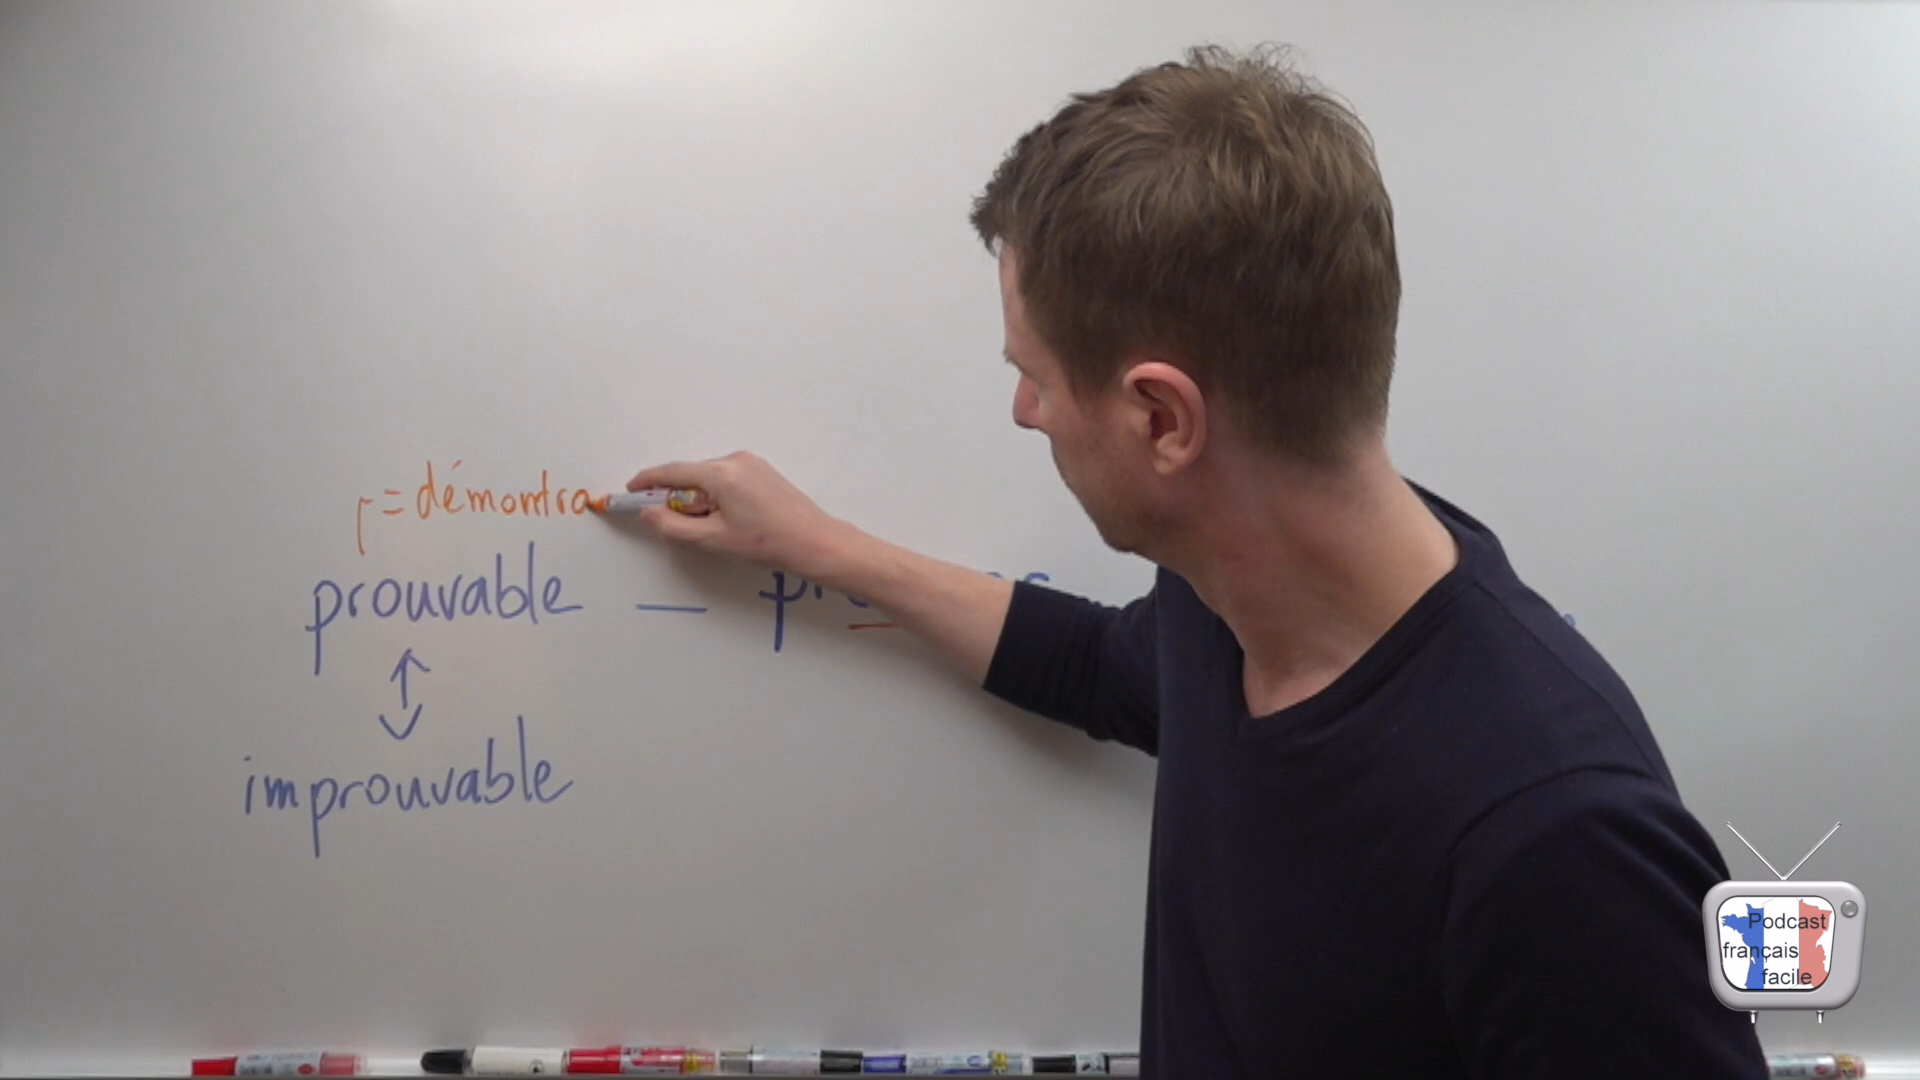 = démontra
prouvable —
improuvable
Podcast
français
facile